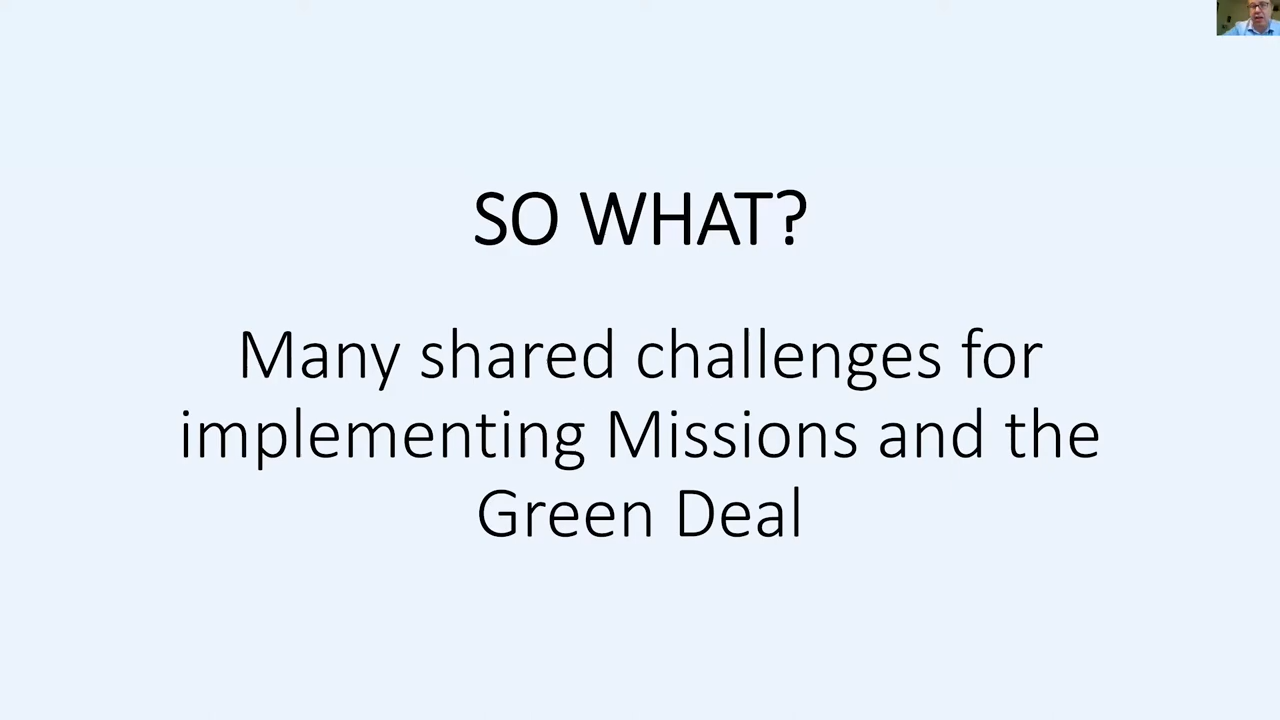 SO WHAT?
Many shared challenges for
implementing Missions and the
Green Deal